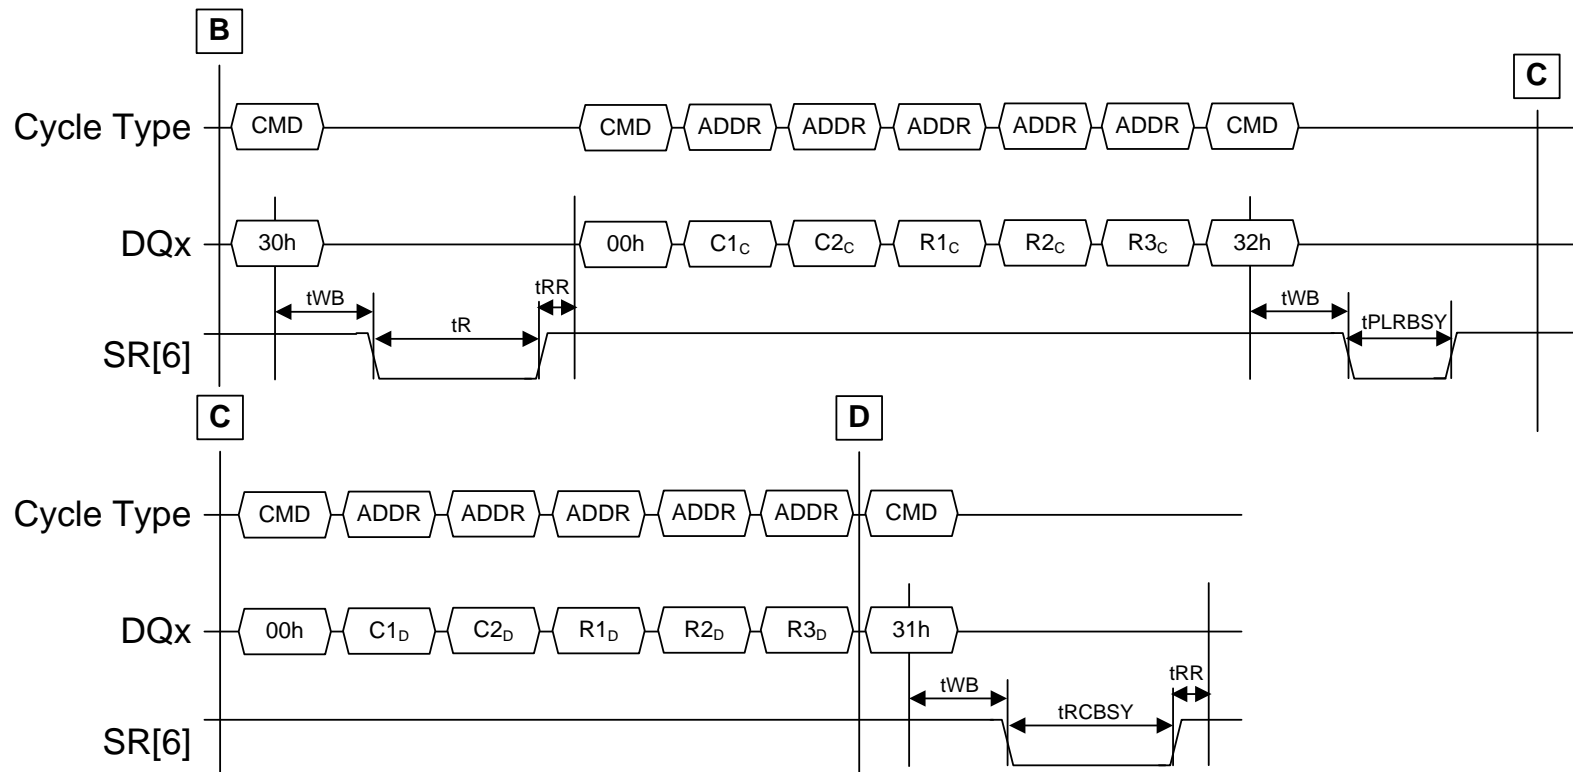 B
C
Cycle Type CMD CMD ADDR ADDR ADDR ADDR ADDR CMD
DQx 30h 00h C1C C2C R1C R2C R3C 32h
tWB tR tRR tWB tPLRBSY
SR[6]
C
D
Cycle Type CMD ADDR ADDR ADDR ADDR ADDR CMD
DQx 00h C1D C2D R1D R2D R3D 31h
tWB tRCBSY tRR
SR[6]